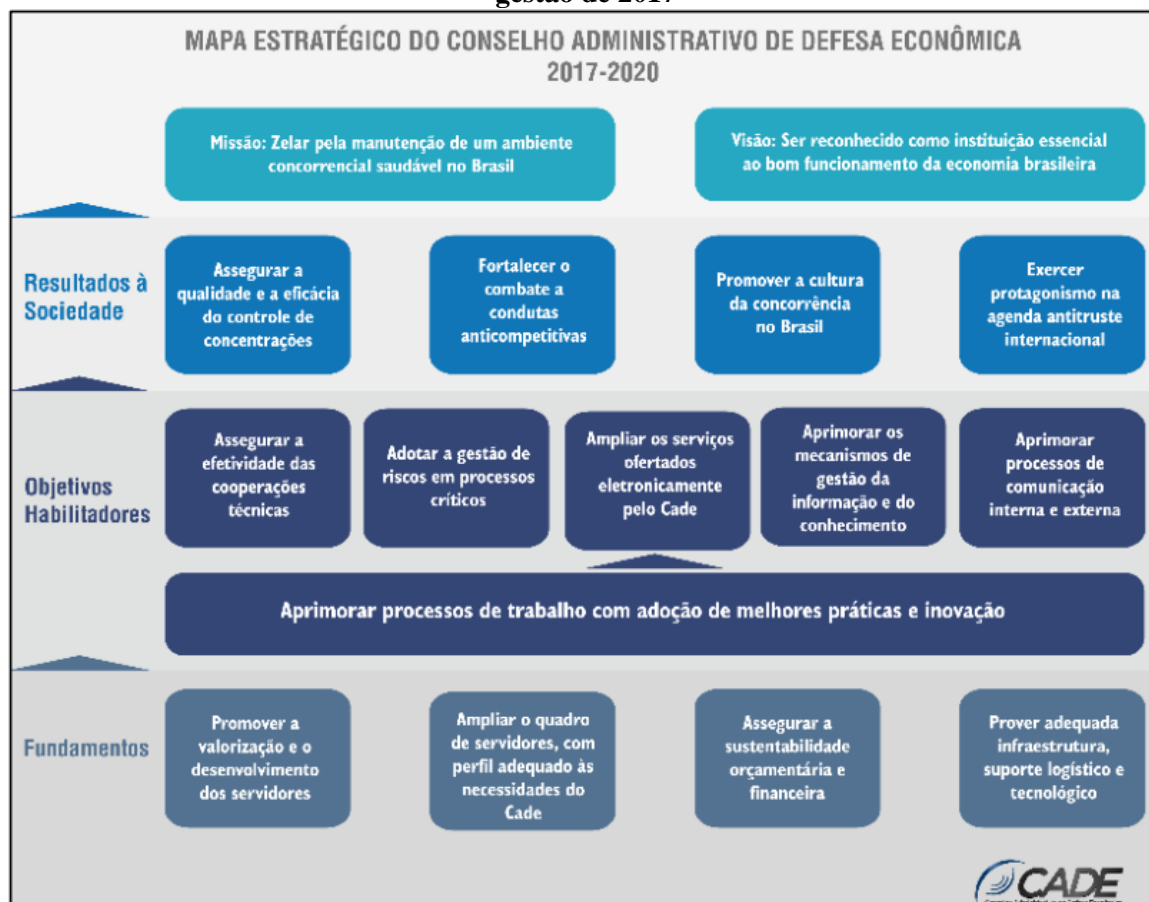 gestão de 2017
MAPA ESTRATÉGICO DO CONSELHO ADMINISTRATIVO DE DEFESA ECONÔMICA
2017-2020
Missão: Zelar pela manutenção de um ambiente
concorrencial saudável no Brasil
Visão: Ser reconhecido como instituição essencial
ao bom funcionamento da economia brasileira
Resultados à
Sociedade
Assegurar a
qualidade e a eficácia
do controle de
concentrações
Fortalecer o
combate a
condutas
anticompetitivas
Promover a cultura
da concorrência
no Brasil
Exercer
protagonismo na
agenda antitruste
internacional
Objetivos
Habilitadores
Assegurar a
efetividade das
cooperações
técnicas
Adotar a gestão de
riscos em processos
críticos
Ampliar os serviços
ofertados
eletronicamente
pelo Cade
Aprimorar os
mecanismos de
gestão da
informação e do
conhecimento
Aprimorar
processos de
comunicação
interna e externa
Aprimorar processos de trabalho com adoção de melhores práticas e inovação
Fundamentos
Promover a
valorização e o
desenvolvimento
dos servidores
Ampliar o quadro
de servidores, com
perfil adequado às
necessidades do
Cade
Assegurar a
sustentabilidade
orçamentária e
financeira
Prover adequada
infraestrutura,
suporte logístico e
tecnológico
CADE